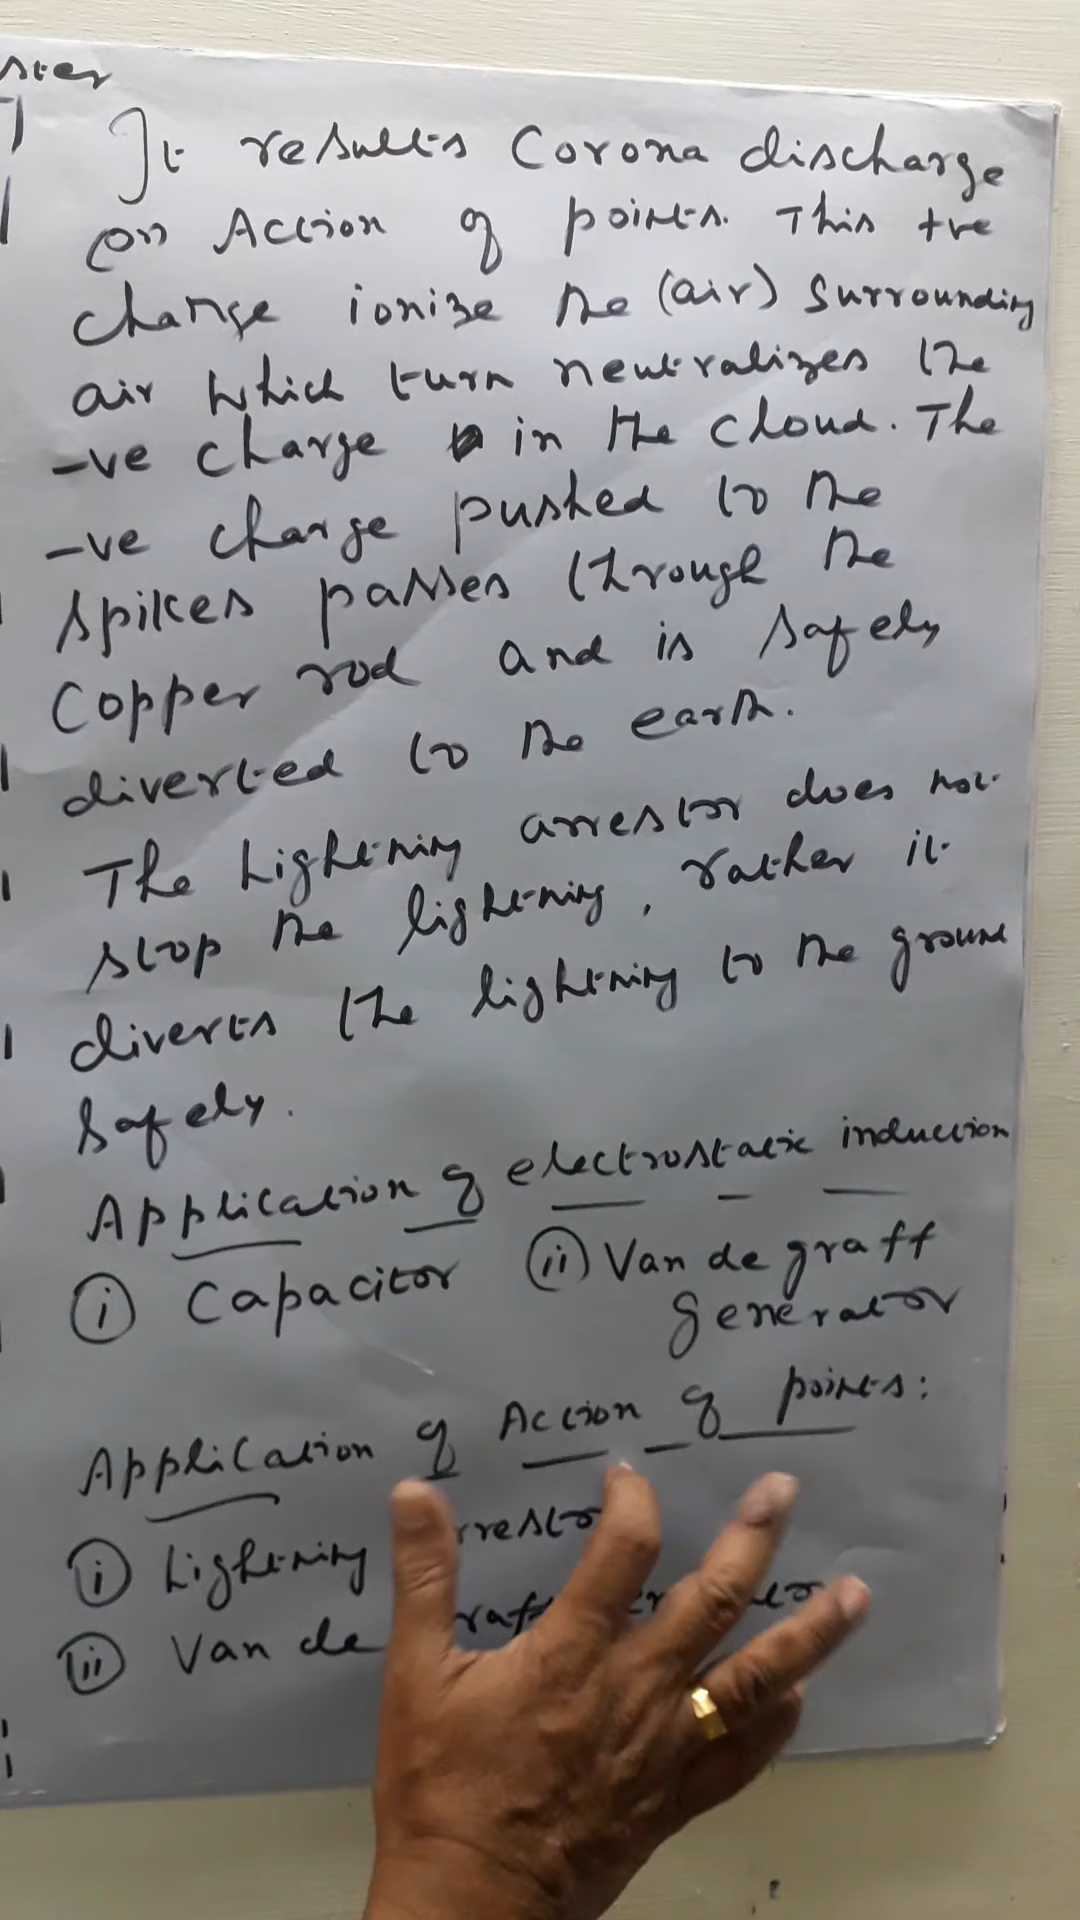 It results Corona discharge
on Action of points. This +ve
charge ionize the (air) surrounding
air which turn neutralizes the
-ve charge in the cloud. The
-ve charge pushed to the
spikes passes through the
Copper rod and is safely
diverted to the earth.
The Lightning arrestor does not
stop the lightning, rather it
diverts the lightning to the ground
safely.
Application of electrostatic induction
(i) Capacitor (ii) Van de graff
generator
Application of Action of points:
(i) Lightning
(ii) Van de